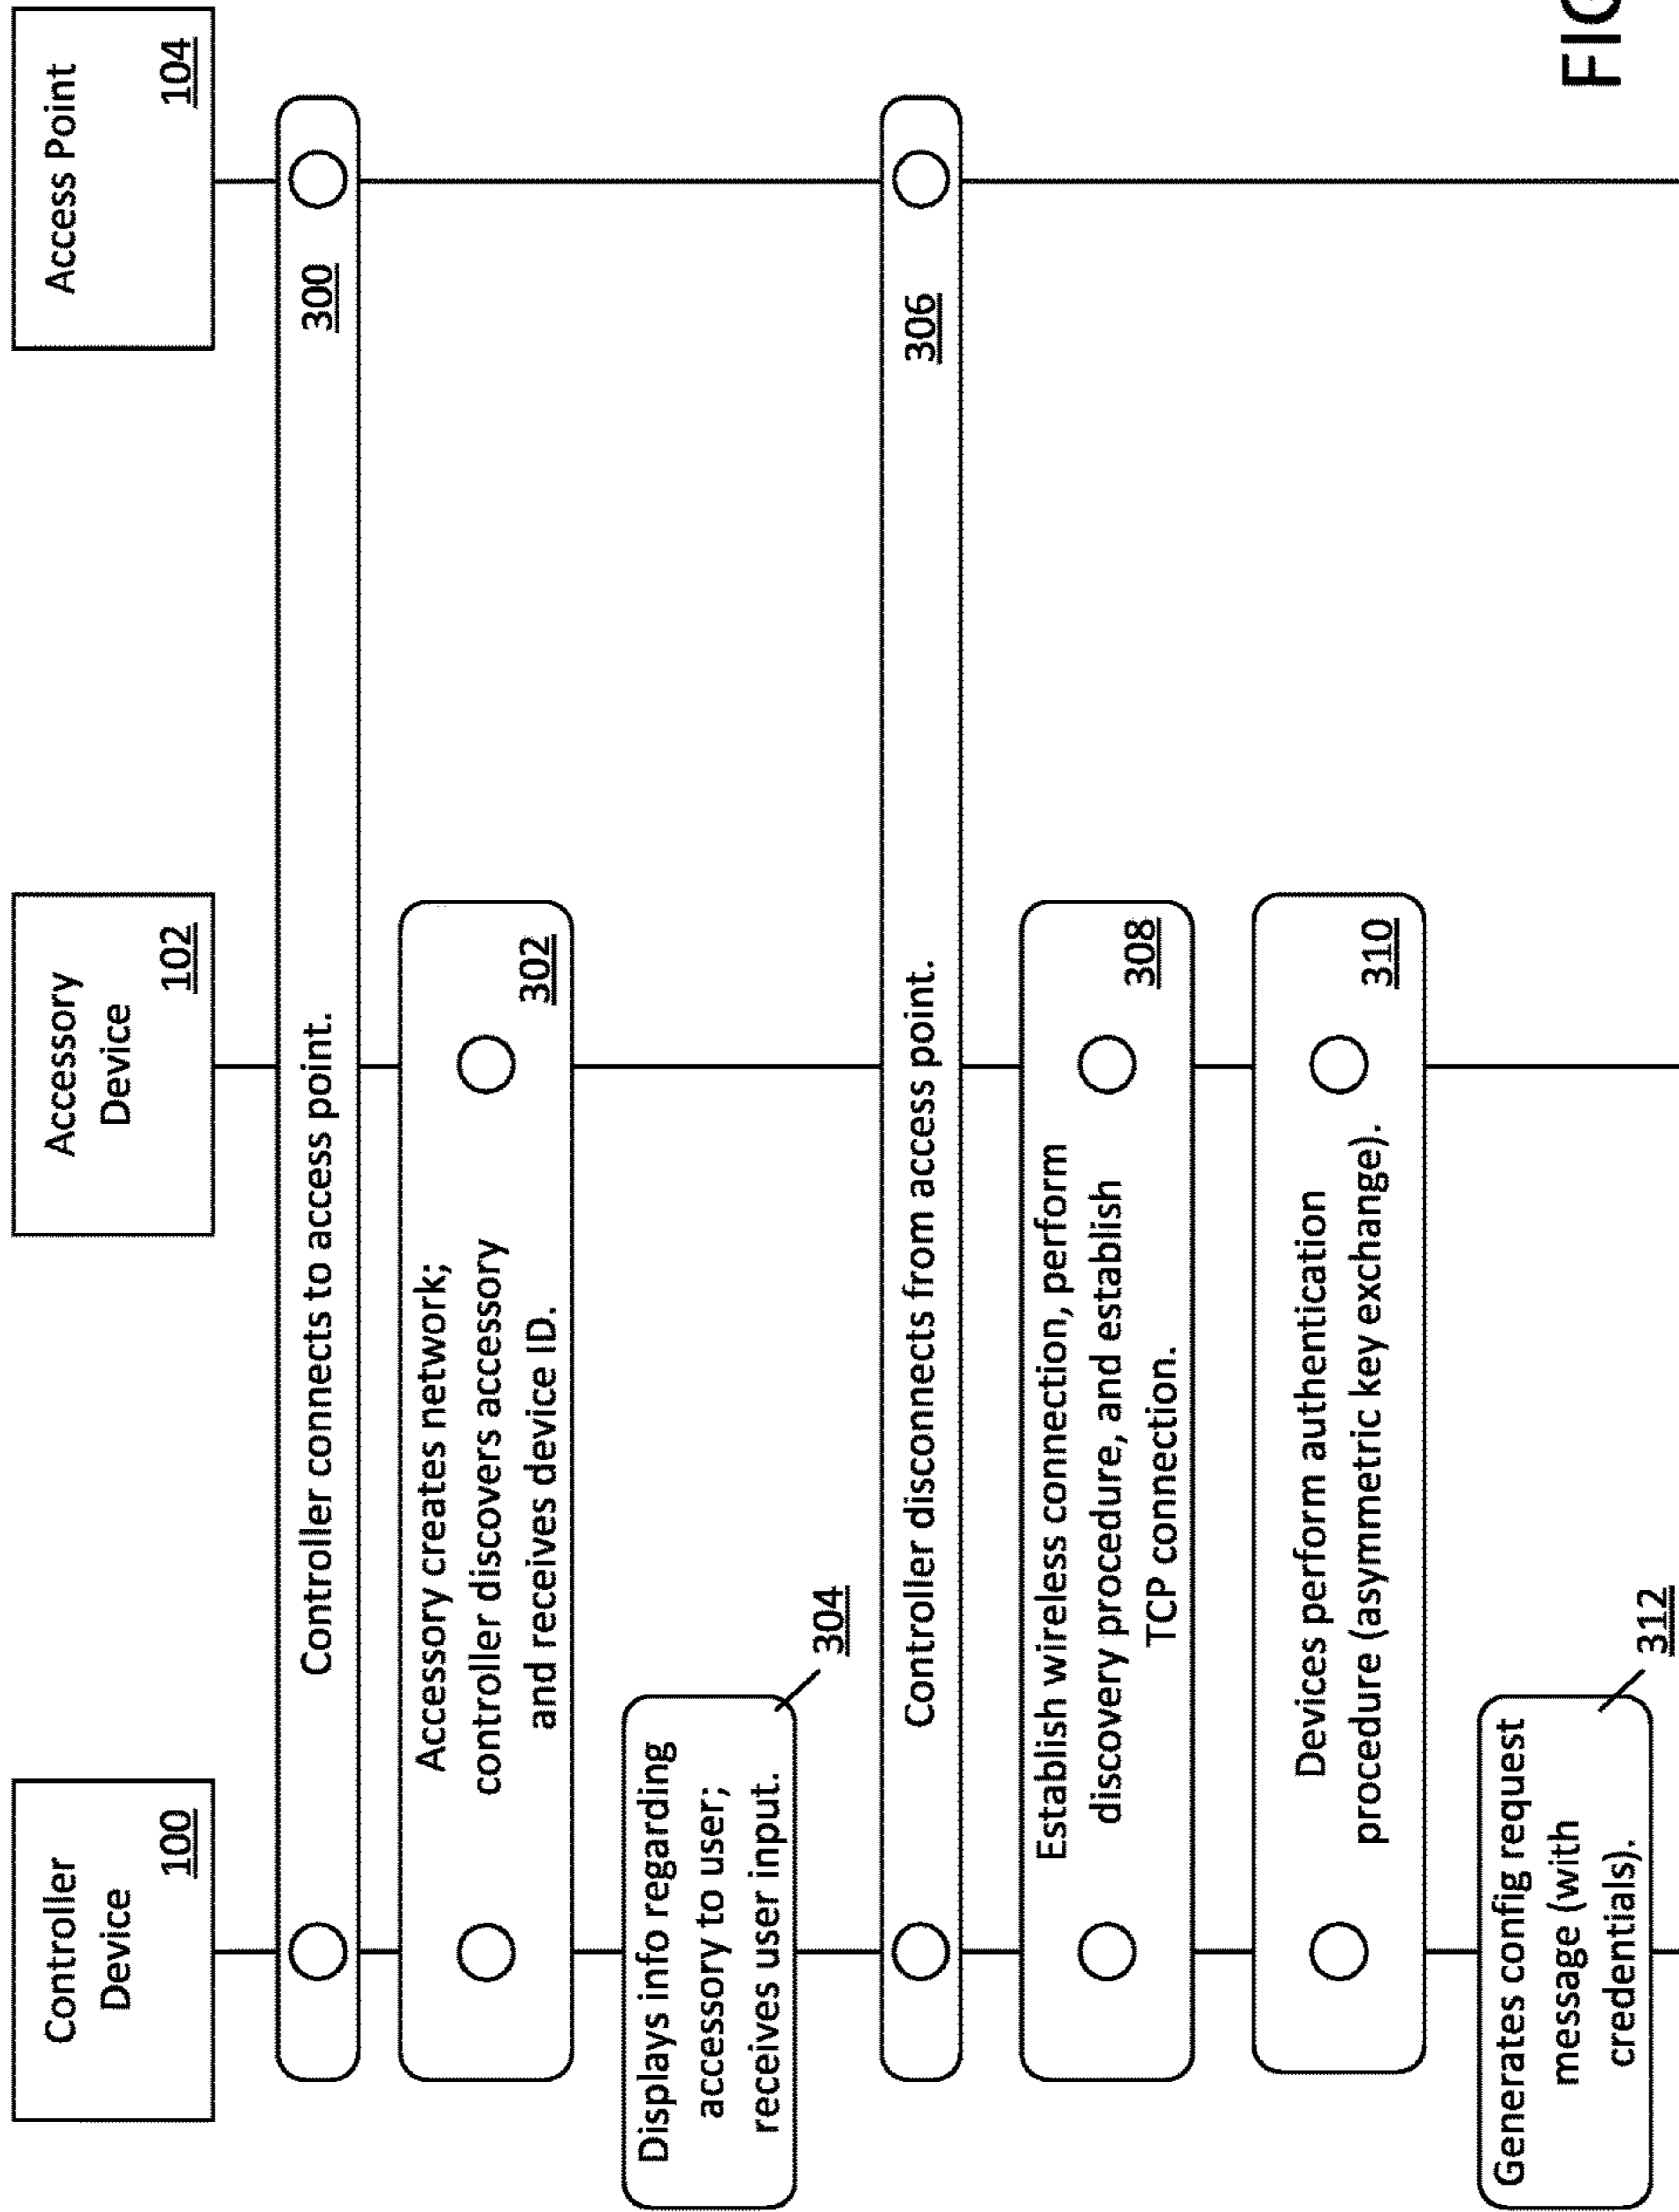 Controller
Device
100
Accessory
Device
102
Access Point
104
Controller connects to access point.
300
Accessory creates network;
controller discovers accessory
and receives device ID.
302
Displays info regarding
accessory to user;
receives user input.
304
Controller disconnects from access point.
306
Establish wireless connection, perform
discovery procedure, and establish
TCP connection.
308
Devices perform authentication
procedure (asymmetric key exchange).
310
Generates config request
message (with
credentials).
312